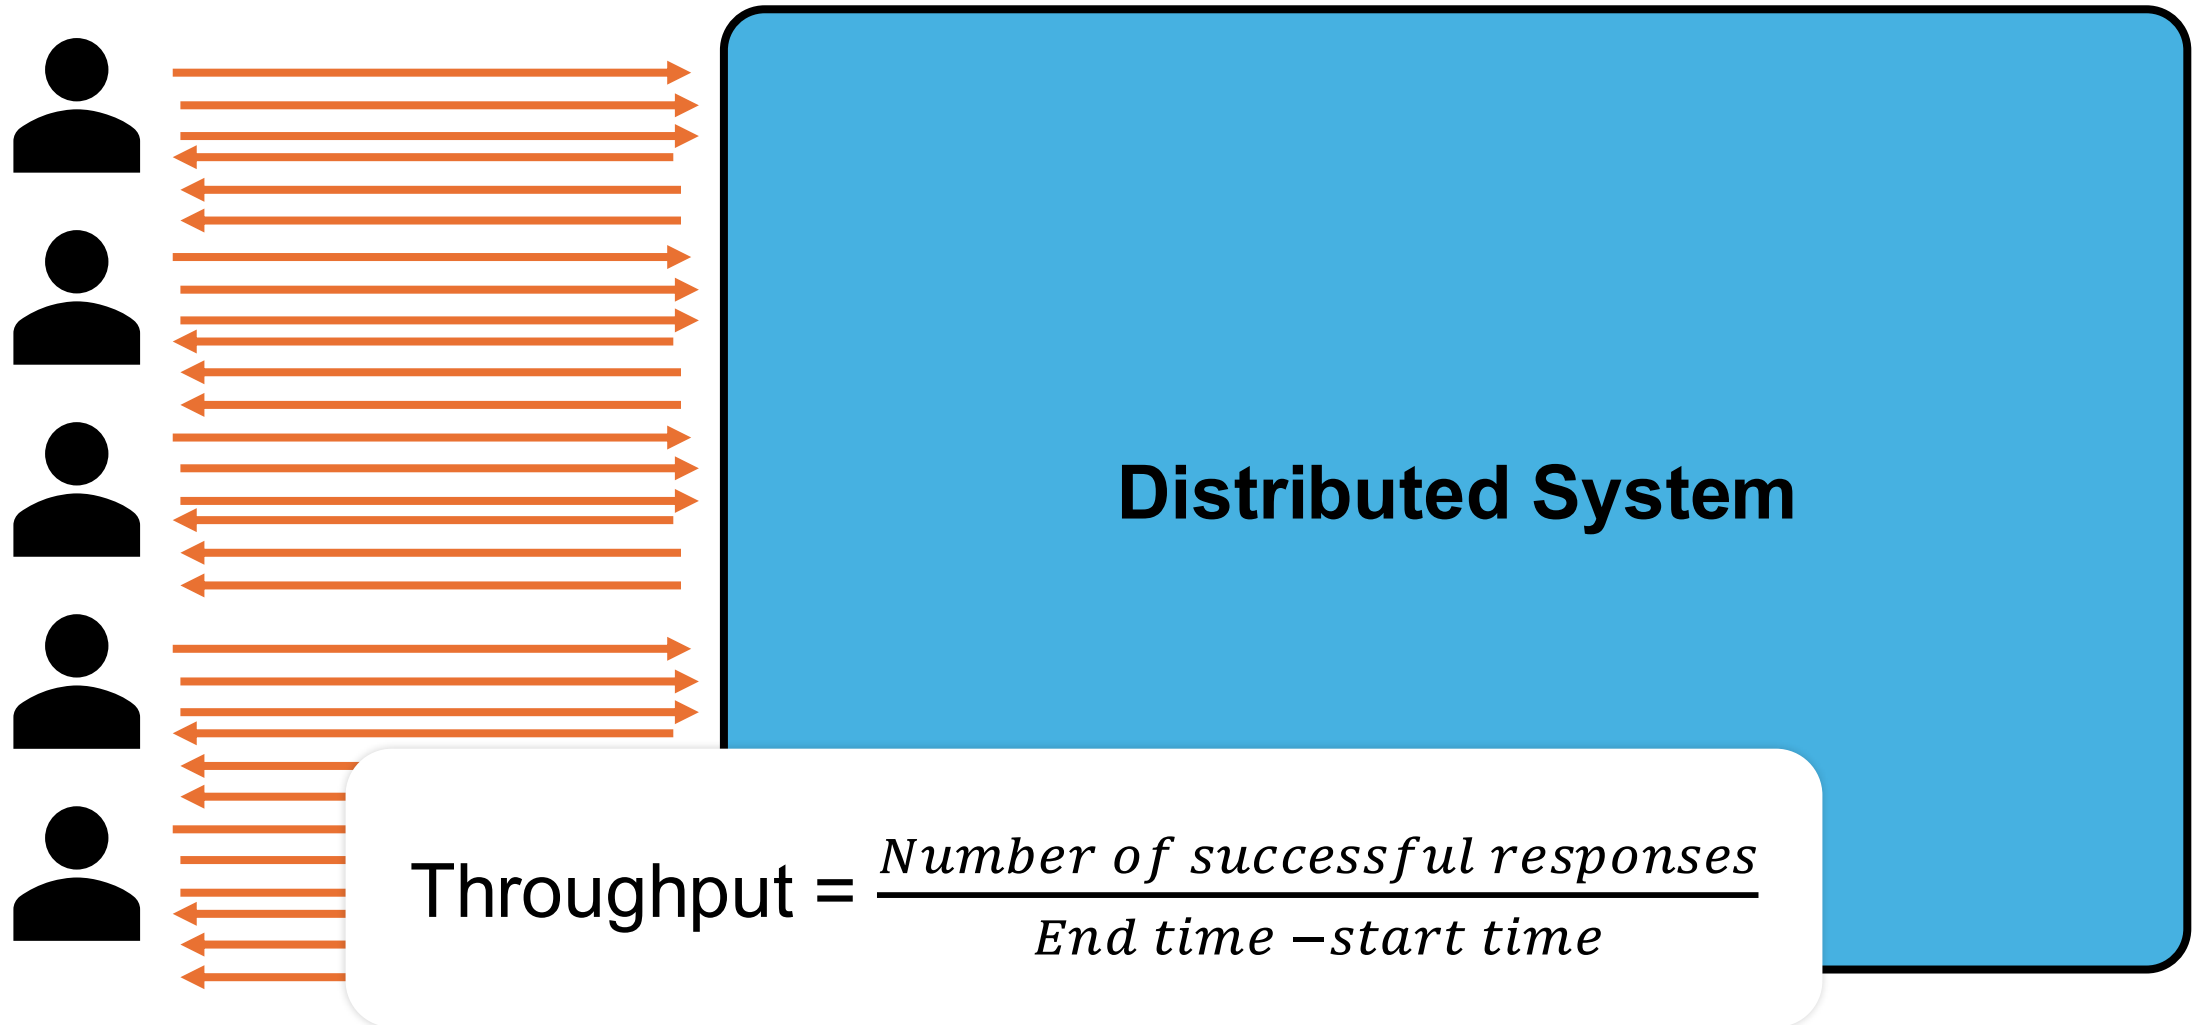 Distributed System
Throughput = Number of successful responses
End time – start time